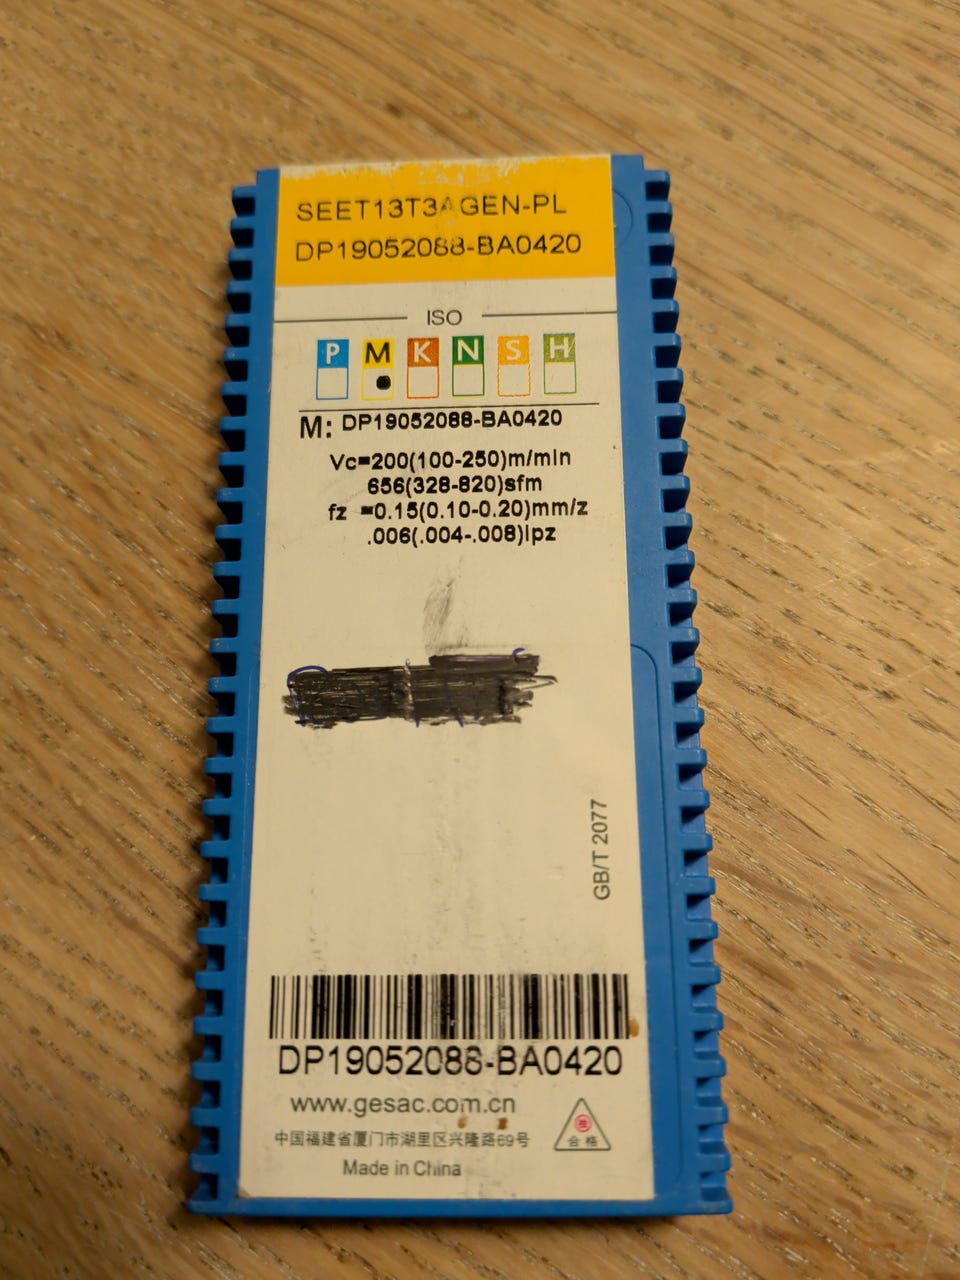 SEET13T3AGEN-PL
DP19052088-BA0420
ISO
P M K N S H
M: DP19052088-BA0420
Vc=200(100-250)m/min
656(328-820)sfm
fz =0.15(0.10-0.20)mm/z
.006(.004-.008)ipz
GB/T 2077
DP19052088-BA0420
www.gesac.com.cn
中国福建省厦门市湖里区兴隆路69号
合格
Made in China